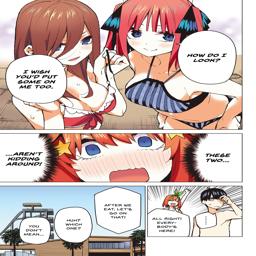 HOW DO I
LOOK?
I WISH
YOU'D PUT
SOME ON
ME TOO.
THESE
TWO...
...AREN'T
KIDDING
AROUND!
ALL RIGHT!
EVERY-
BODY'S
HERE!
AFTER WE
EAT, LET'S
GO ON
THAT!
HUH?
WHICH
ONE?
YOU
DON'T
MEAN...